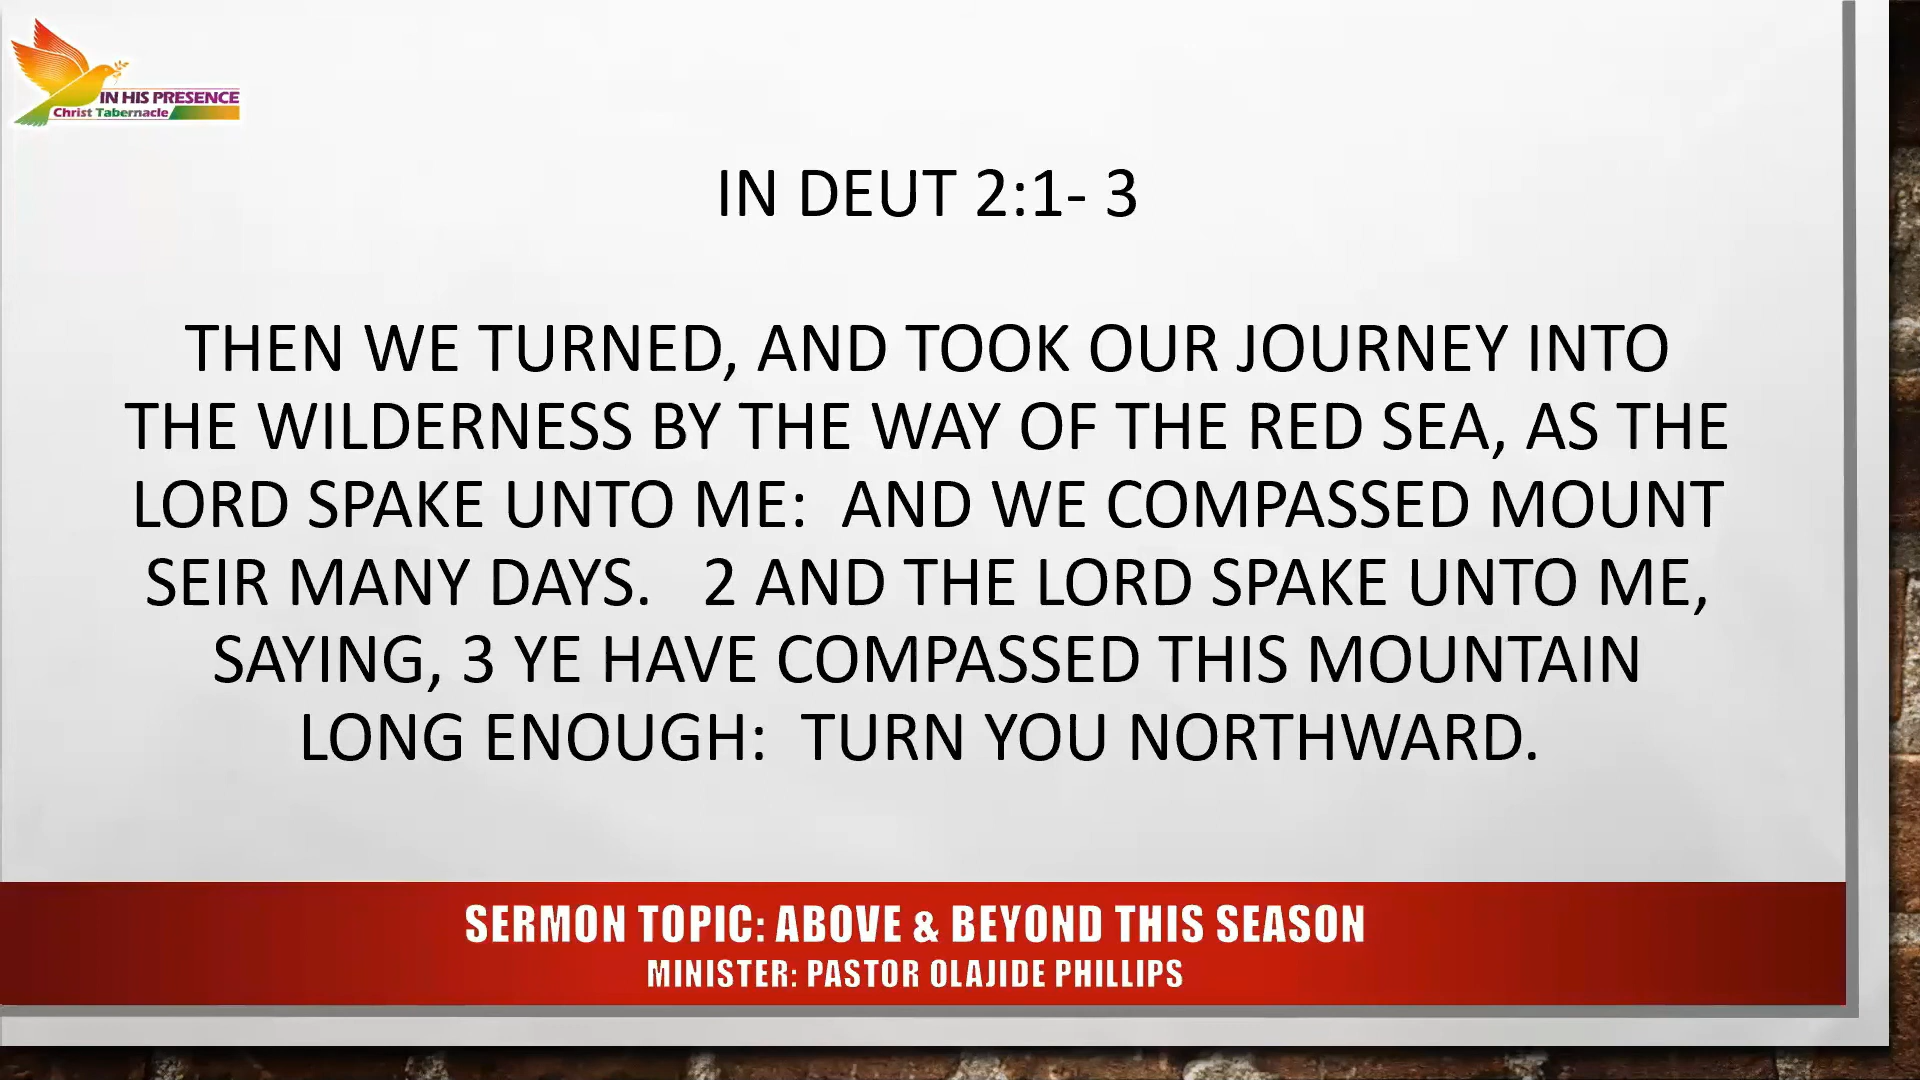 IN HIS PRESENCE
Christ Tabernacle
IN DEUT 2:1- 3
THEN WE TURNED, AND TOOK OUR JOURNEY INTO
THE WILDERNESS BY THE WAY OF THE RED SEA, AS THE
LORD SPAKE UNTO ME: AND WE COMPASSED MOUNT
SEIR MANY DAYS. 2 AND THE LORD SPAKE UNTO ME,
SAYING, 3 YE HAVE COMPASSED THIS MOUNTAIN
LONG ENOUGH: TURN YOU NORTHWARD.
SERMON TOPIC: ABOVE & BEYOND THIS SEASON
MINISTER: PASTOR OLAJIDE PHILLIPS